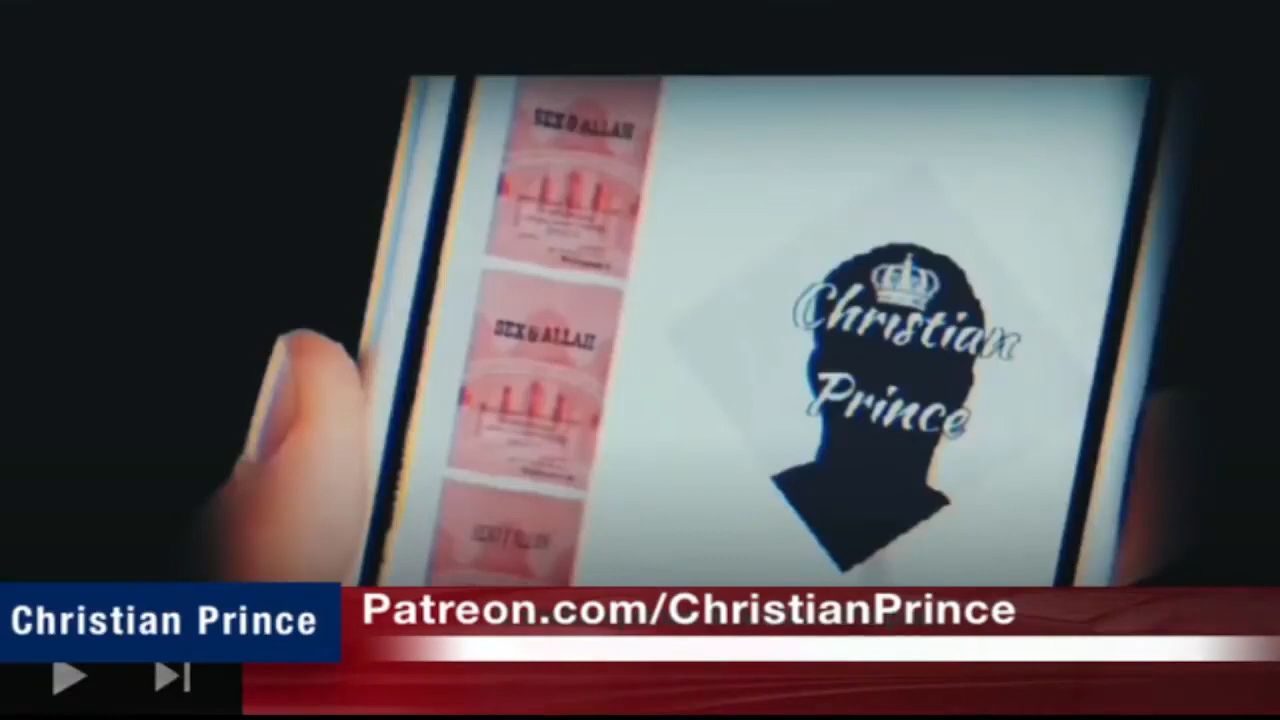 SEX & ALLAH
SEX & ALLAH
Christian
Prince
Christian Prince
Patreon.com/ChristianPrince